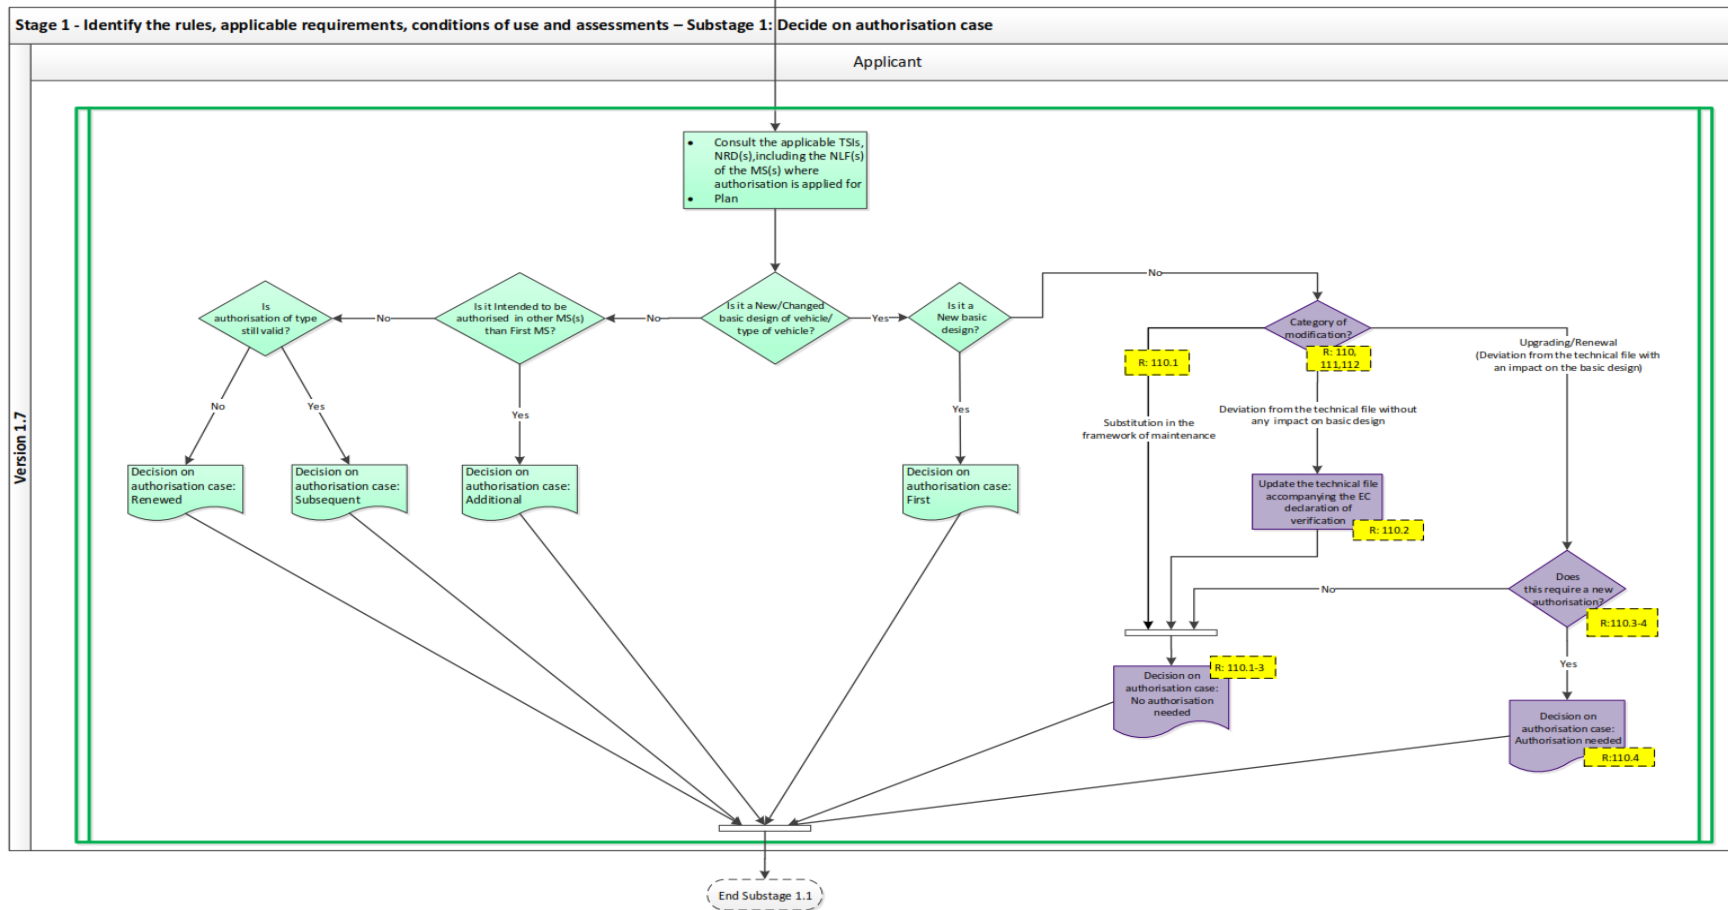 Stage 1 - Identify the rules, applicable requirements, conditions of use and assessments – Substage 1: Decide on authorisation case
Applicant
Version 1.7
• Consult the applicable TSIs,
NRD(s),including the NLF(s)
of the MS(s) where
authorisation is applied for
• Plan
Is
authorisation of type
still valid?
No
Is it Intended to be
authorised in other MS(s)
than First MS?
No
Is it a New/Changed
basic design of vehicle/
type of vehicle?
Yes
Is it a
New basic
design?
No
Category of
modification?
R: 110,
111,112
R: 110.1
Upgrading/Renewal
(Deviation from the technical file with
an impact on the basic design)
No
Yes
Yes
Yes
Substitution in the
framework of maintenance
Deviation from the technical file without
any impact on basic design
Decision on
authorisation case:
Renewed
Decision on
authorisation case:
Subsequent
Decision on
authorisation case:
Additional
Decision on
authorisation case:
First
Update the technical file
accompanying the EC
declaration of
verification
R: 110.2
No
Does
this require a new
authorisation?
R:110.3-4
Yes
R: 110.1-3
Decision on
authorisation case:
No authorisation
needed
Decision on
authorisation case:
Authorisation needed
R:110.4
End Substage 1.1